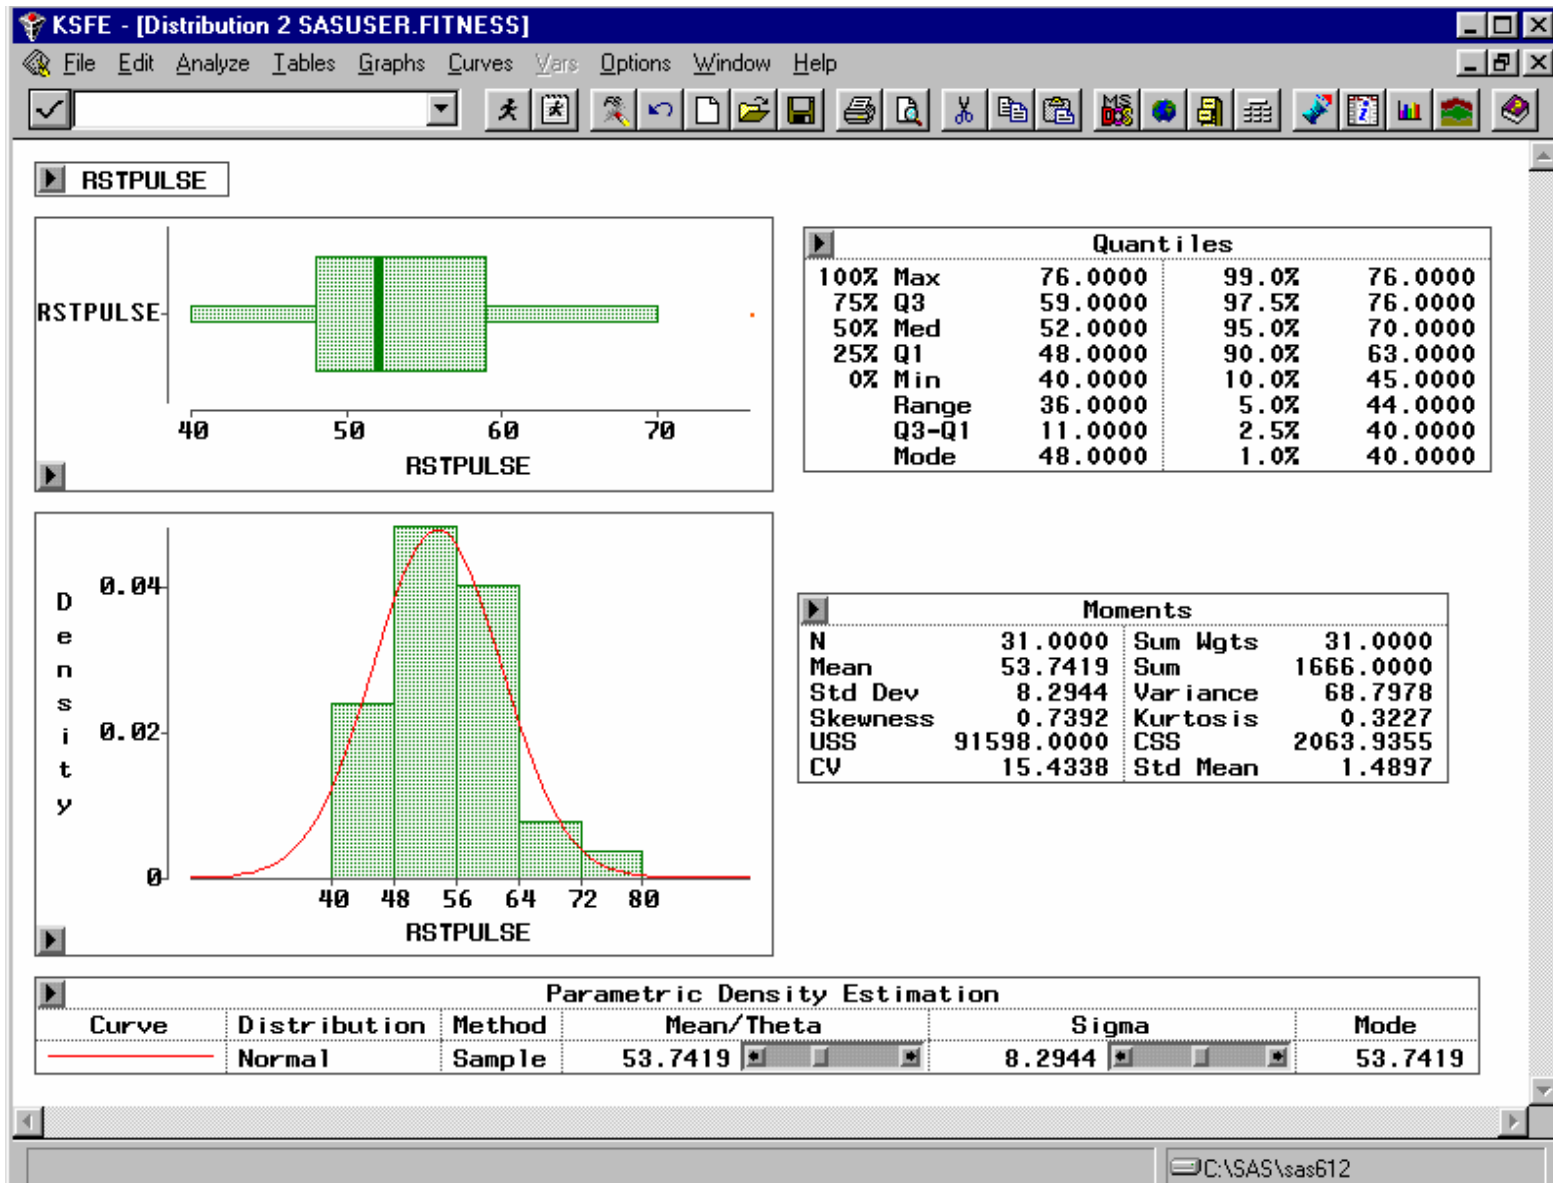 KSFE - [Distribution 2 SASUSER.FITNESS]
File Edit Analyze Tables Graphs Curves Vars Options Window Help
MS DOS
RSTPULSE
RSTPULSE
40 50 60 70
RSTPULSE
Quantiles
100% Max 76.0000 99.0% 76.0000
75% Q3 59.0000 97.5% 76.0000
50% Med 52.0000 95.0% 70.0000
25% Q1 48.0000 90.0% 63.0000
0% Min 40.0000 10.0% 45.0000
Range 36.0000 5.0% 44.0000
Q3-Q1 11.0000 2.5% 40.0000
Mode 48.0000 1.0% 40.0000
Density
0.04
0.02
0
40 48 56 64 72 80
RSTPULSE
Moments
N 31.0000 Sum Wgts 31.0000
Mean 53.7419 Sum 1666.0000
Std Dev 8.2944 Variance 68.7978
Skewness 0.7392 Kurtosis 0.3227
USS 91598.0000 CSS 2063.9355
CV 15.4338 Std Mean 1.4897
Parametric Density Estimation
Curve Distribution Method Mean/Theta Sigma Mode
Normal Sample 53.7419 8.2944 53.7419
C:\SAS\sas612